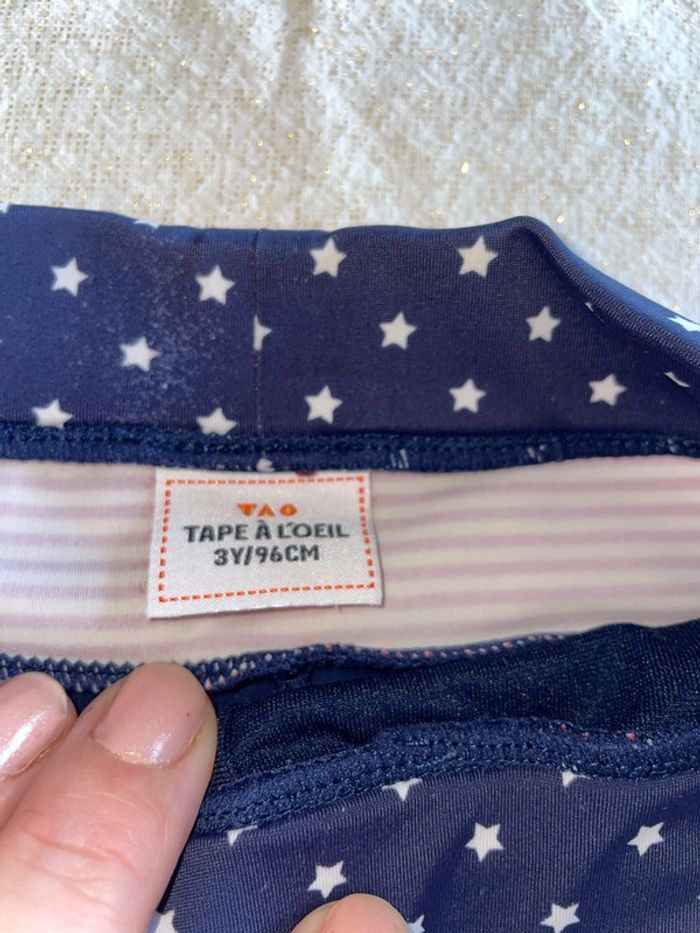 TAO
TAPE À L'OEIL
3Y/96CM